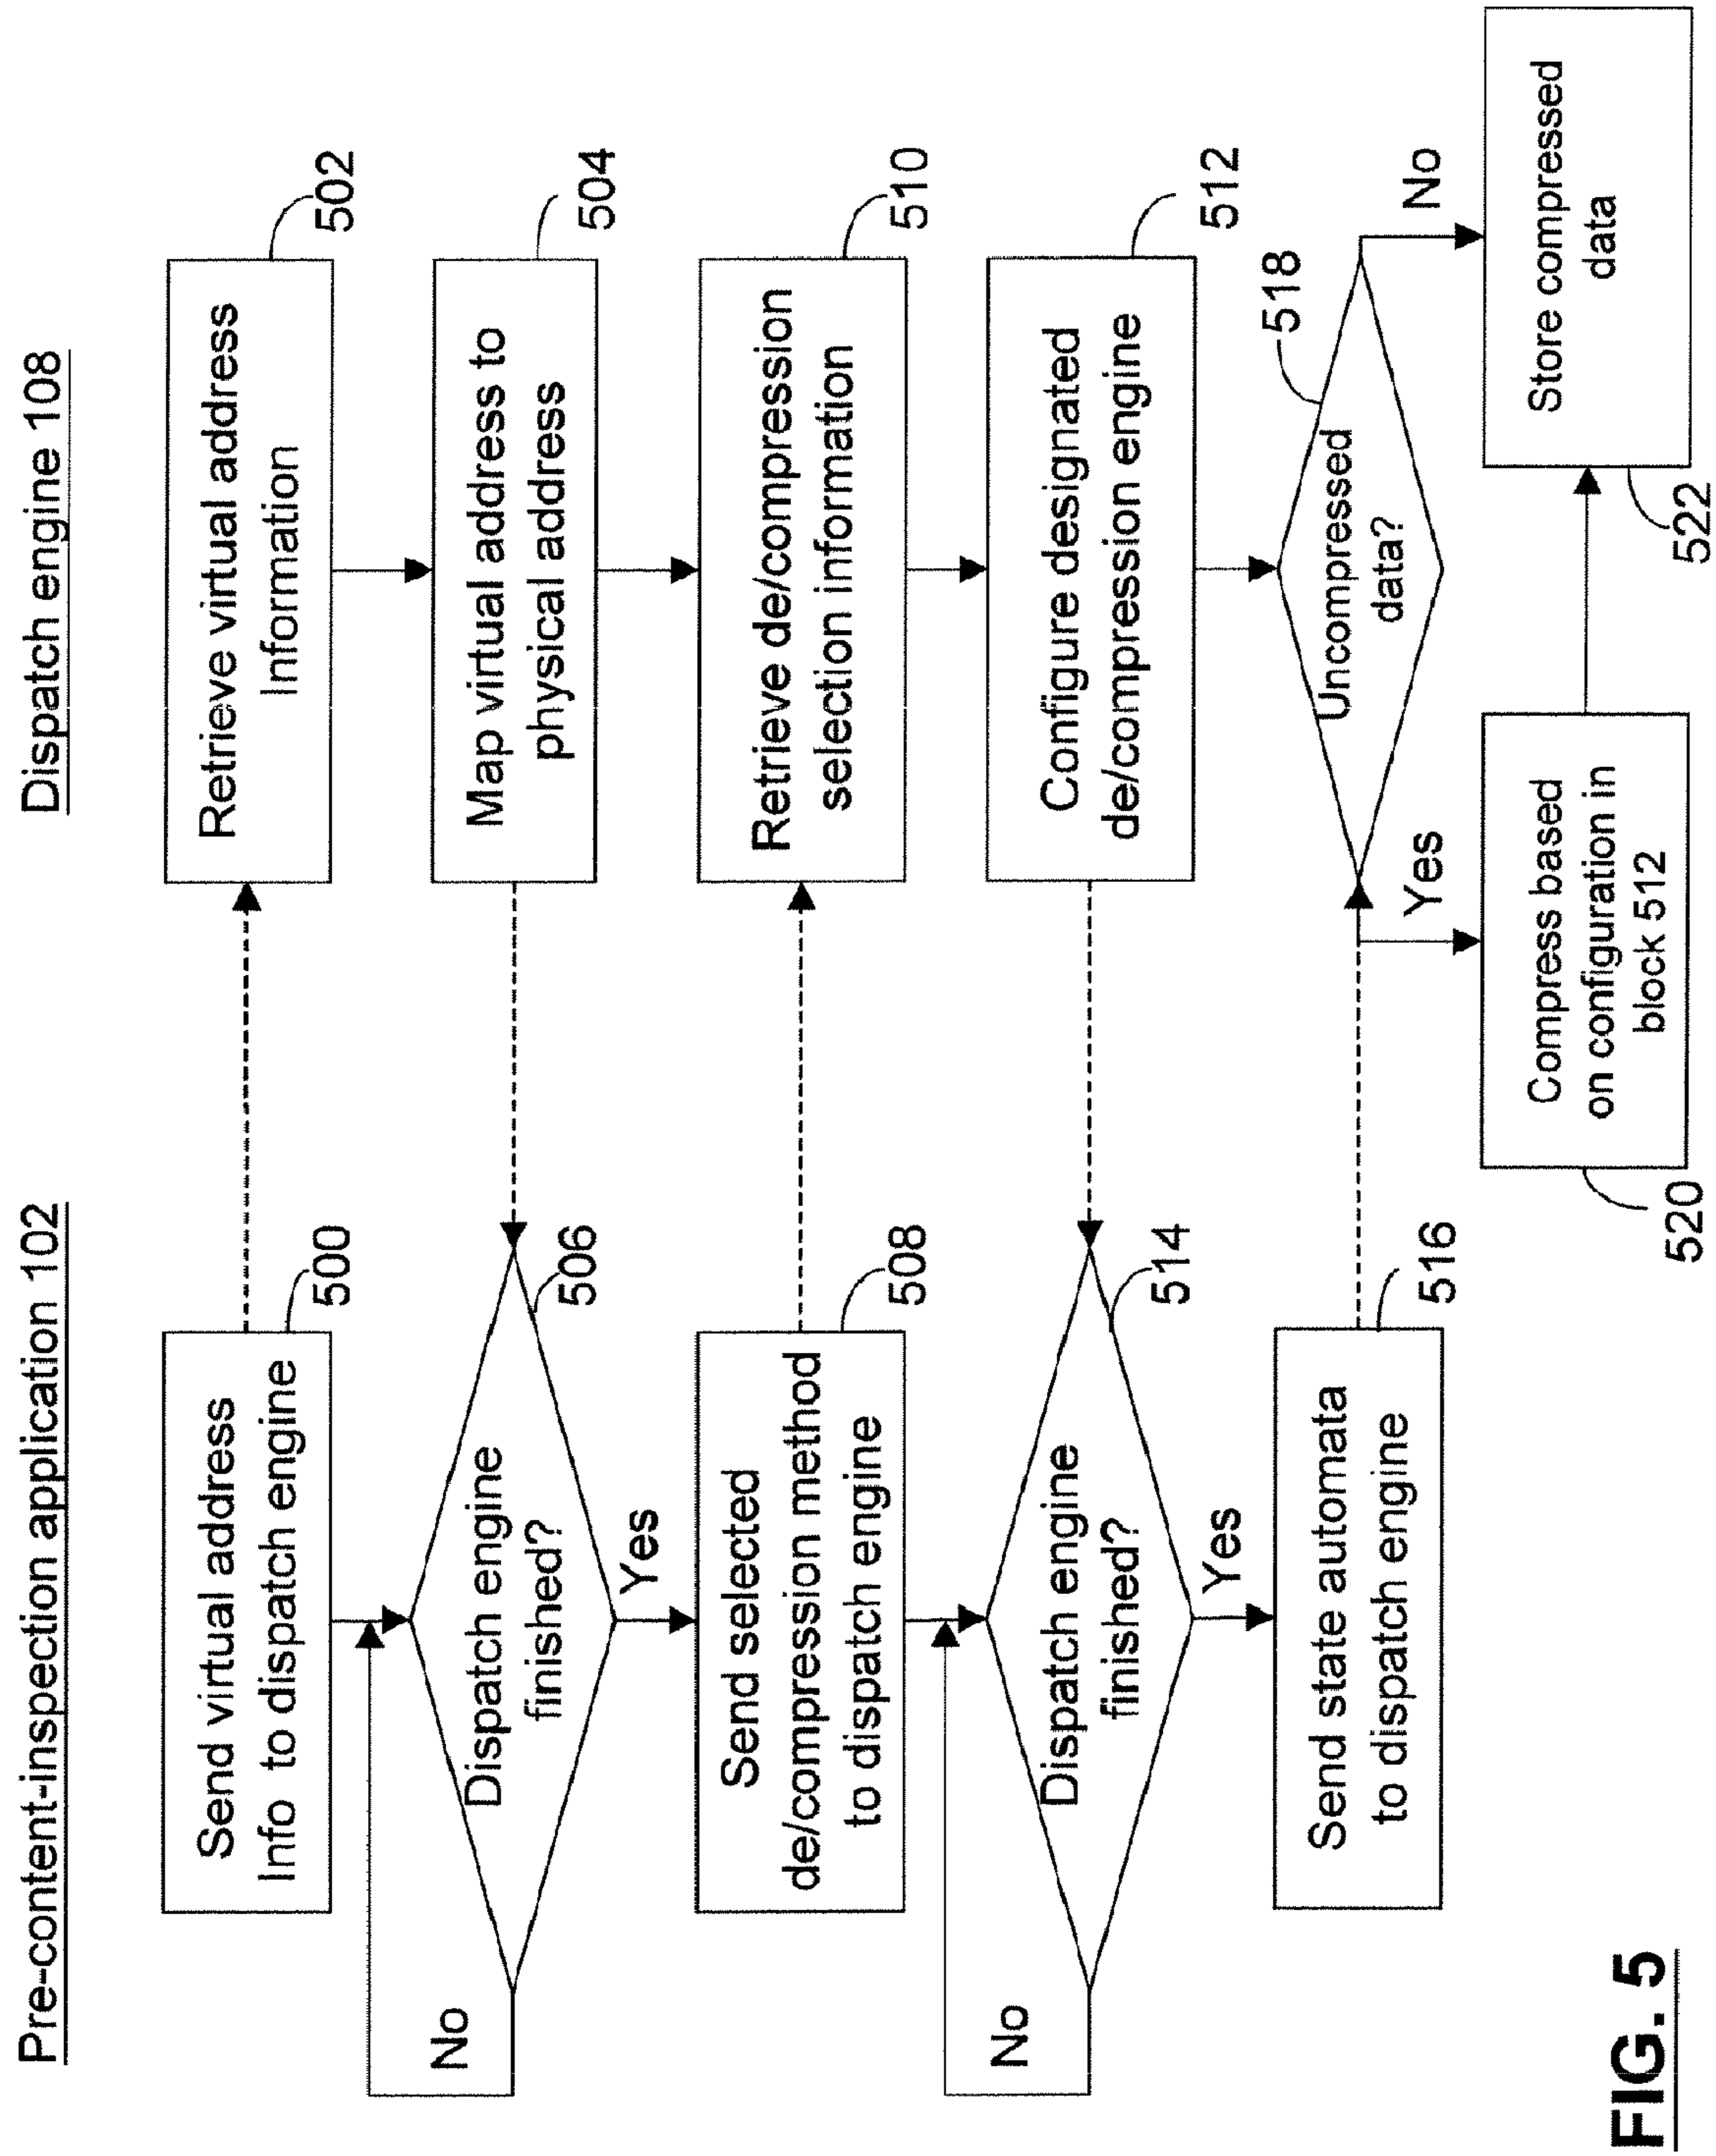 Pre-content-inspection application 102
Dispatch engine 108
Send virtual address
Info to dispatch engine
500
Retrieve virtual address
Information
502
Map virtual address to
physical address
504
Dispatch engine
finished?
506
No
Yes
Send selected
de/compression method
to dispatch engine
508
Retrieve de/compression
selection information
510
Configure designated
de/compression engine
512
Dispatch engine
finished?
514
No
Yes
Send state automata
to dispatch engine
516
Uncompressed
data?
518
Yes
No
Compress based
on configuration in
block 512
520
Store compressed
data
522
FIG. 5